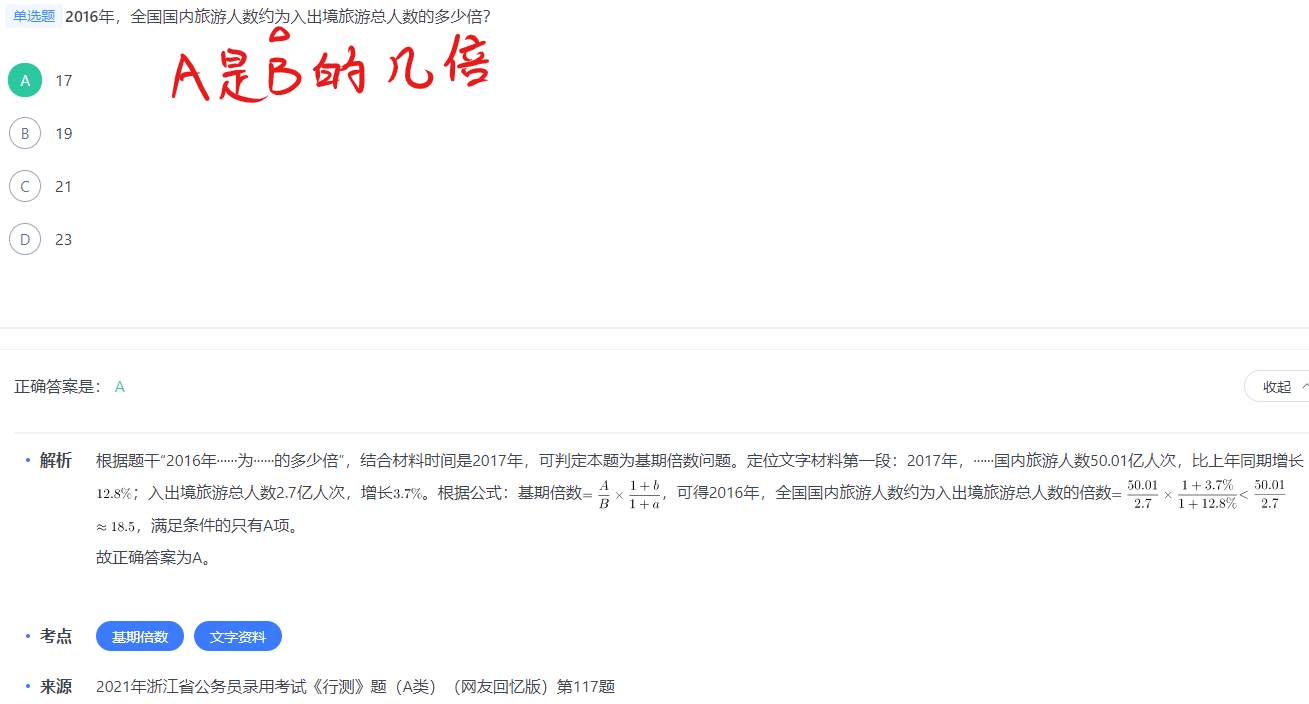 单选题 2016年，全国国内旅游人数约为入出境旅游总人数的多少倍？
A是B的几倍
A 17
B 19
C 21
D 23
正确答案是： A
收起
解析 根据题干“2016年······为······的多少倍”，结合材料时间是2017年，可判定本题为基期倍数问题。定位文字材料第一段：2017年，······国内旅游人数50.01亿人次，比上年同期增长
12.8%；入出境旅游总人数2.7亿人次，增长3.7%。根据公式：基期倍数= A/B × (1+b)/(1+a)，可得2016年，全国国内旅游人数约为入出境旅游总人数的倍数= 50.01/2.7 × (1+3.7%)/(1+12.8%) < 50.01/2.7
≈ 18.5，满足条件的只有A项。
故正确答案为A。
考点 基期倍数 文字资料
来源 2021年浙江省公务员录用考试《行测》题（A类）（网友回忆版）第117题